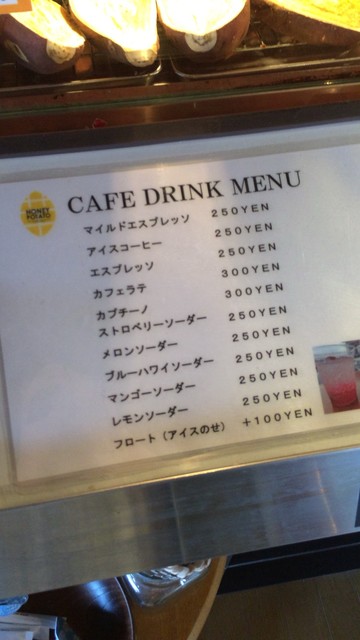 HONEY POTATO
CAFE DRINK MENU
マイルドエスプレッソ 250YEN
アイスコーヒー 250YEN
エスプレッソ 250YEN
カフェラテ 300YEN
カプチーノ 300YEN
ストロベリーソーダー 250YEN
メロンソーダー 250YEN
ブルーハワイソーダー 250YEN
マンゴーソーダー 250YEN
レモンソーダー 250YEN
フロート（アイスのせ） +100YEN